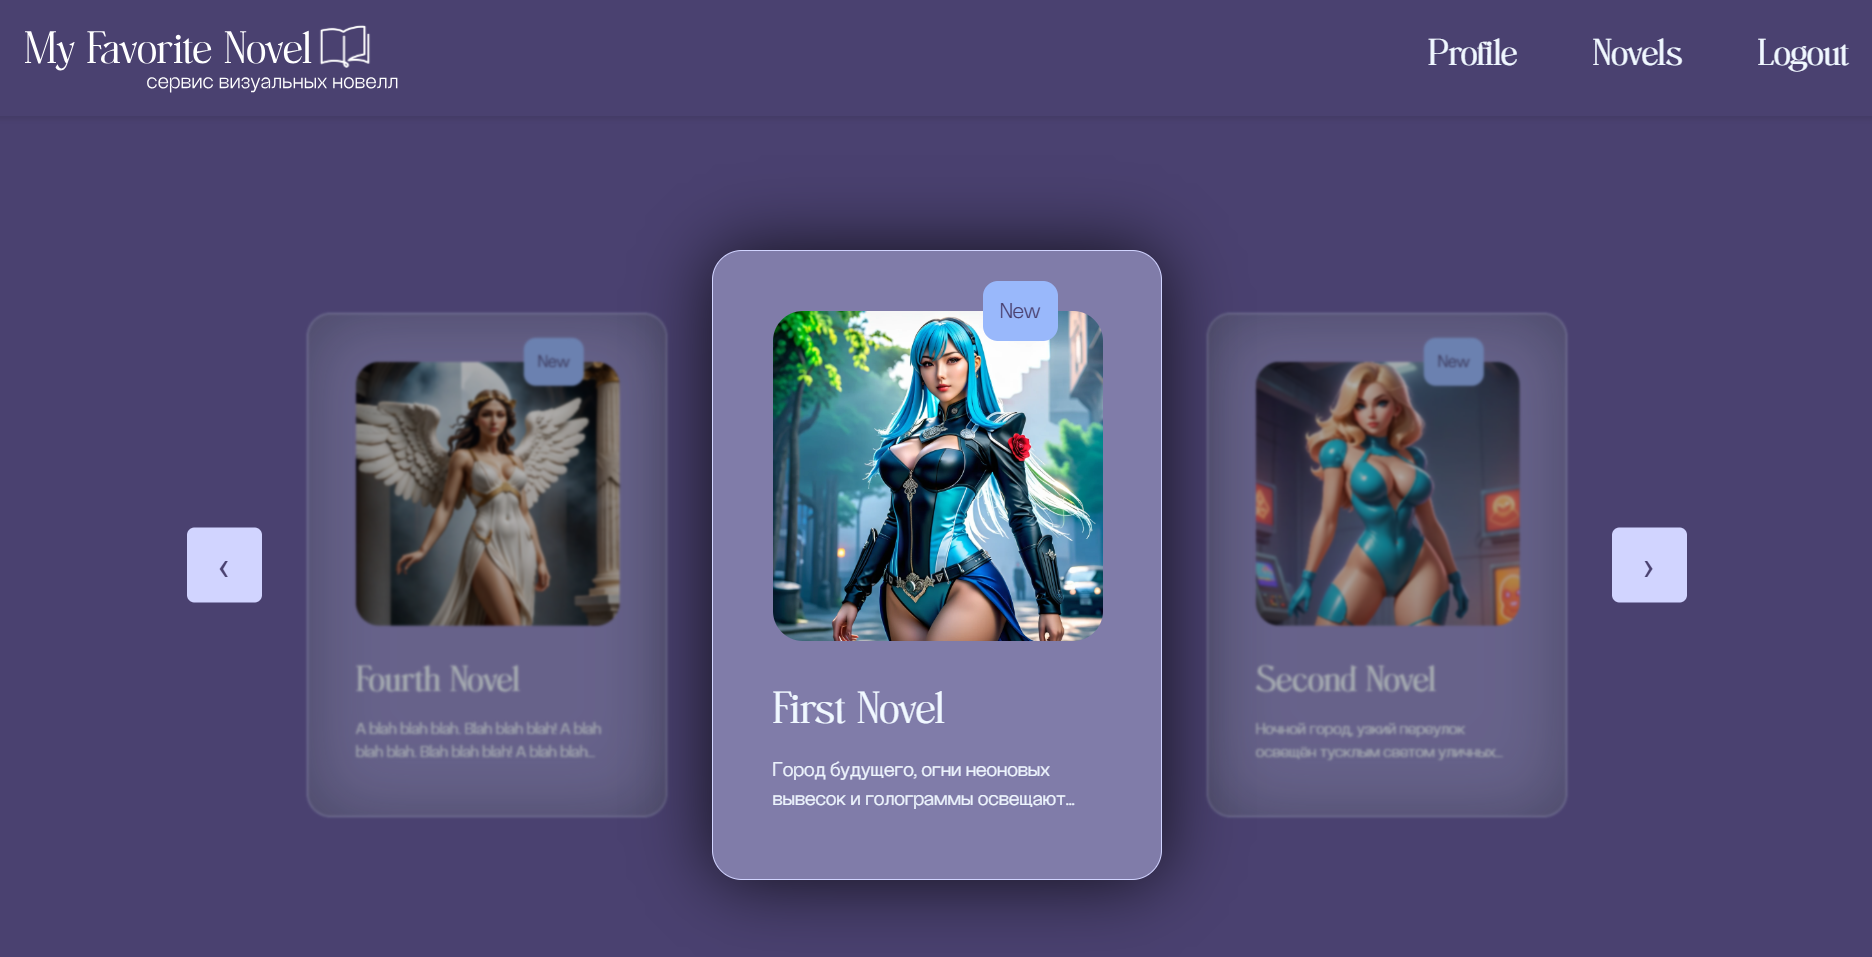 My Favorite Novel
сервис визуальных новелл
Profile
Novels
Logout
New
Fourth Novel
A blah blah blah. Blah blah blah! A blah
blah blah. Blah blah blah! A blah blah...
New
First Novel
Город будущего, огни неоновых
вывесок и голограммы освещают...
New
Second Novel
Ночной город, узкий переулок
освещён тусклым светом уличных...
‹
›